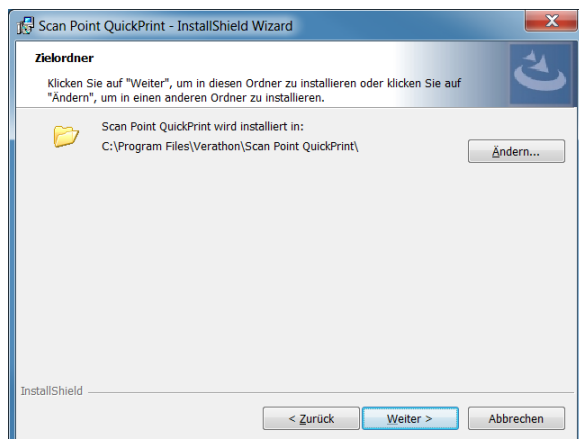 Scan Point QuickPrint - InstallShield Wizard
Zielordner
Klicken Sie auf "Weiter", um in diesen Ordner zu installieren oder klicken Sie auf
"Ändern", um in einen anderen Ordner zu installieren.
Scan Point QuickPrint wird installiert in:
C:\Program Files\Verathon\Scan Point QuickPrint\
Ändern...
InstallShield
< Zurück
Weiter >
Abbrechen